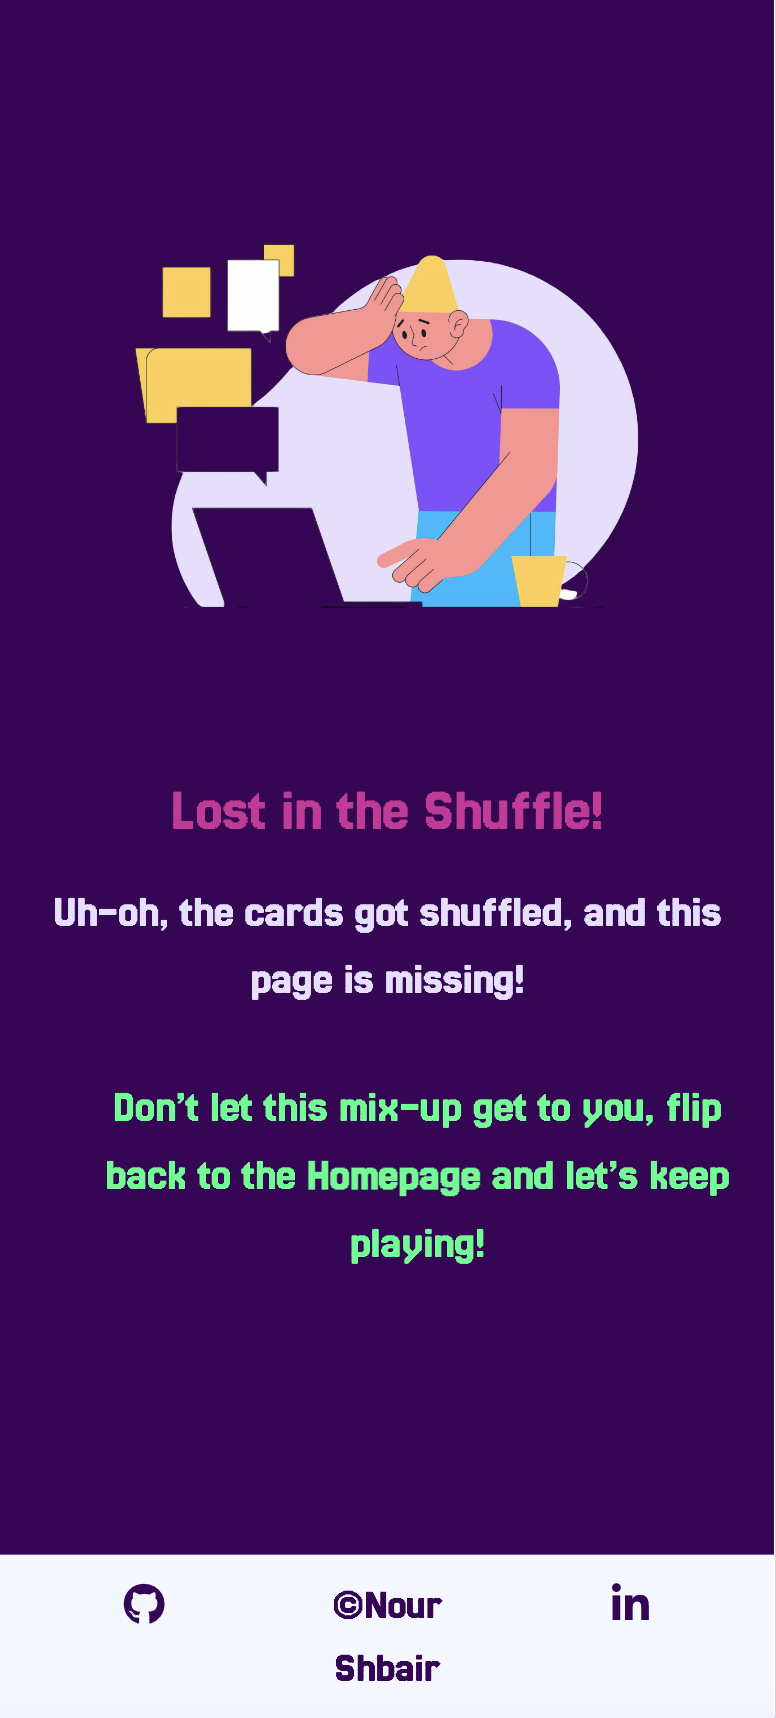 Lost in the Shuffle!
Uh-oh, the cards got shuffled, and this
page is missing!
Don't let this mix-up get to you, flip
back to the Homepage and let's keep
playing!
©Nour
Shbair
in